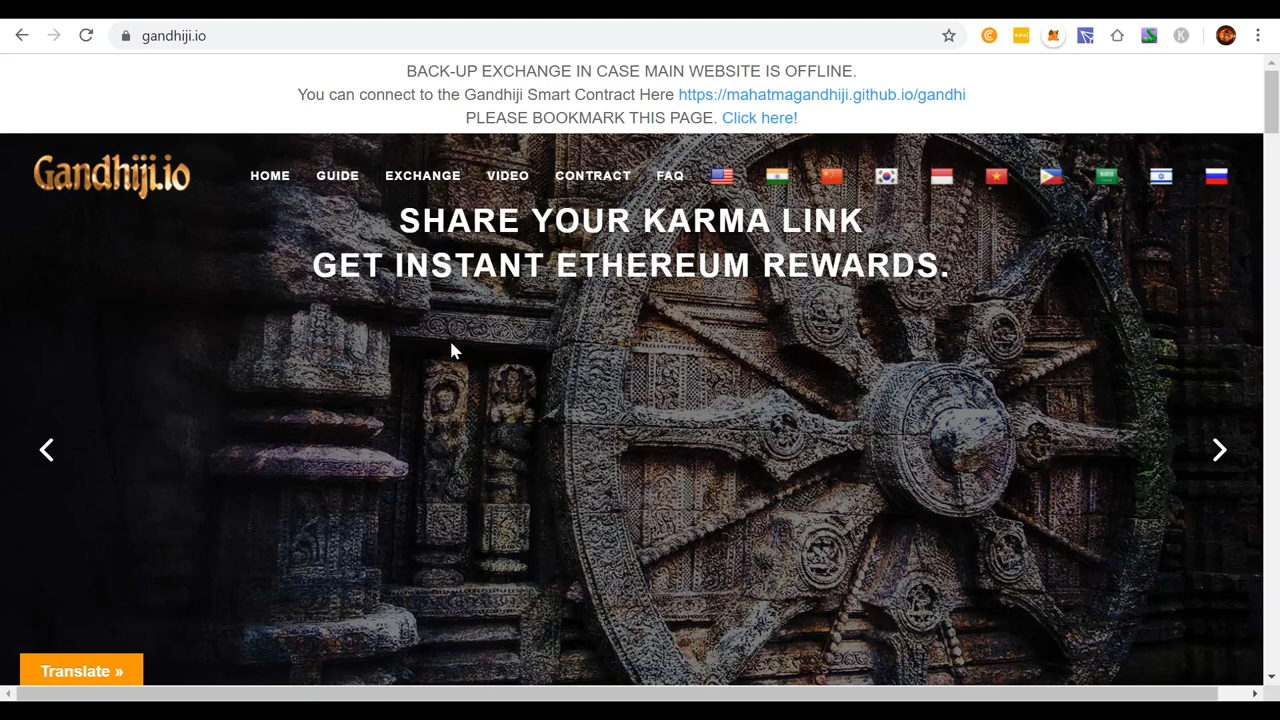 gandhiji.io
BACK-UP EXCHANGE IN CASE MAIN WEBSITE IS OFFLINE.
You can connect to the Gandhiji Smart Contract Here https://mahatmagandhiji.github.io/gandhi
PLEASE BOOKMARK THIS PAGE. Click here!
Gandhiji.io
HOME GUIDE EXCHANGE VIDEO CONTRACT FAQ
SHARE YOUR KARMA LINK
GET INSTANT ETHEREUM REWARDS.
Translate »